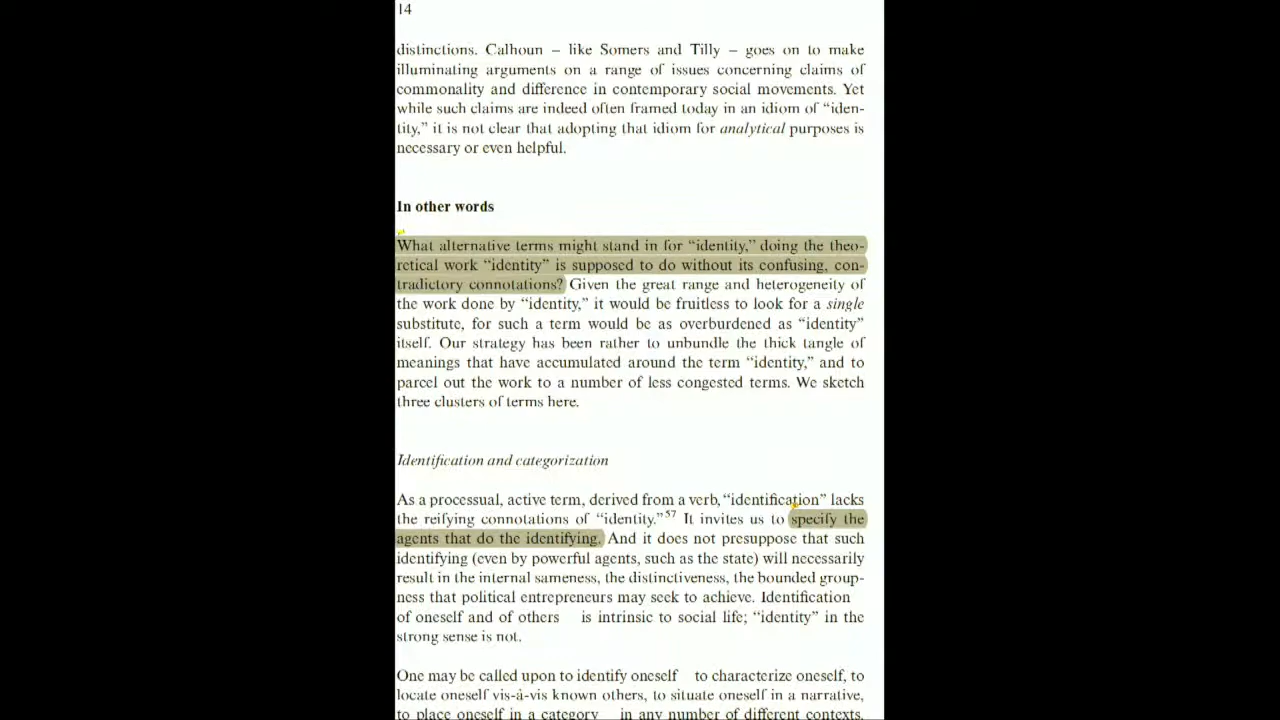 14
distinctions. Calhoun – like Somers and Tilly – goes on to make
illuminating arguments on a range of issues concerning claims of
commonality and difference in contemporary social movements. Yet
while such claims are indeed often framed today in an idiom of “iden-
tity,” it is not clear that adopting that idiom for analytical purposes is
necessary or even helpful.
In other words
What alternative terms might stand in for “identity,” doing the theo-
retical work “identity” is supposed to do without its confusing, con-
tradictory connotations? Given the great range and heterogeneity of
the work done by “identity,” it would be fruitless to look for a single
substitute, for such a term would be as overburdened as “identity”
itself. Our strategy has been rather to unbundle the thick tangle of
meanings that have accumulated around the term “identity,” and to
parcel out the work to a number of less congested terms. We sketch
three clusters of terms here.
Identification and categorization
As a processual, active term, derived from a verb, “identification” lacks
the reifying connotations of “identity.”57 It invites us to specify the
agents that do the identifying. And it does not presuppose that such
identifying (even by powerful agents, such as the state) will necessarily
result in the internal sameness, the distinctiveness, the bounded group-
ness that political entrepreneurs may seek to achieve. Identification
of oneself and of others is intrinsic to social life; “identity” in the
strong sense is not.
One may be called upon to identify oneself to characterize oneself, to
locate oneself vis-à-vis known others, to situate oneself in a narrative,
to place oneself in a category in any number of different contexts.